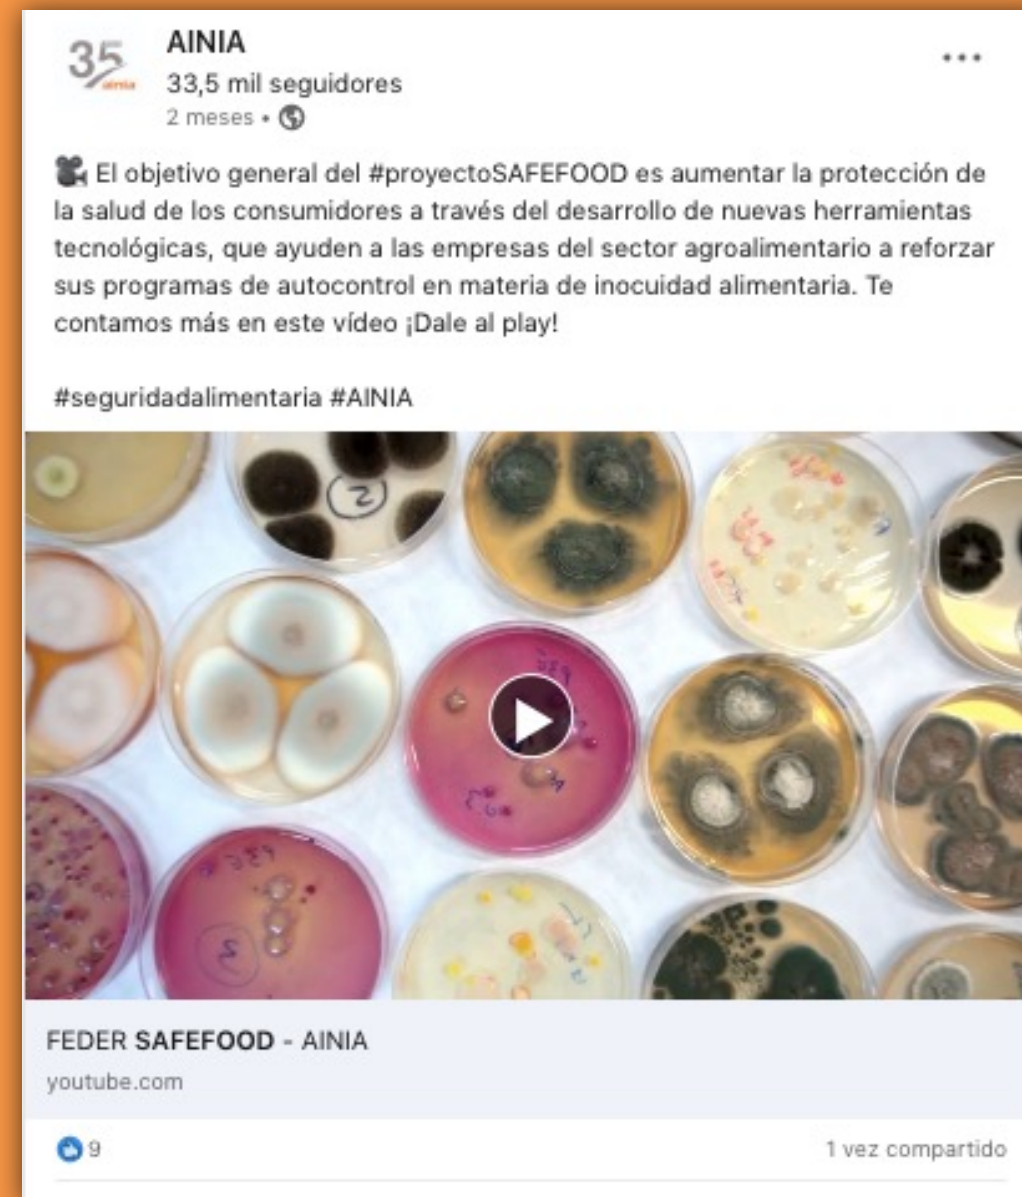 35
ainia
AINIA
33,5 mil seguidores
2 meses •
El objetivo general del #proyectoSAFEFOOD es aumentar la protección de
la salud de los consumidores a través del desarrollo de nuevas herramientas
tecnológicas, que ayuden a las empresas del sector agroalimentario a reforzar
sus programas de autocontrol en materia de inocuidad alimentaria. Te
contamos más en este vídeo ¡Dale al play!
#seguridadalimentaria #AINIA
2
FEDER SAFEFOOD - AINIA
youtube.com
9
1 vez compartido